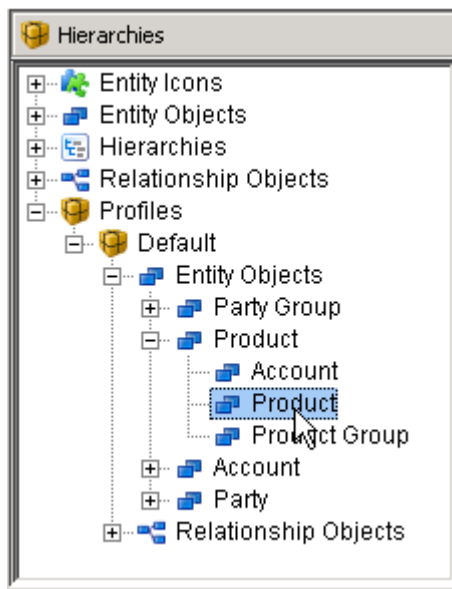 Hierarchies
Entity Icons
Entity Objects
Hierarchies
Relationship Objects
Profiles
Default
Entity Objects
Party Group
Product
Account
Product
Product Group
Account
Party
Relationship Objects